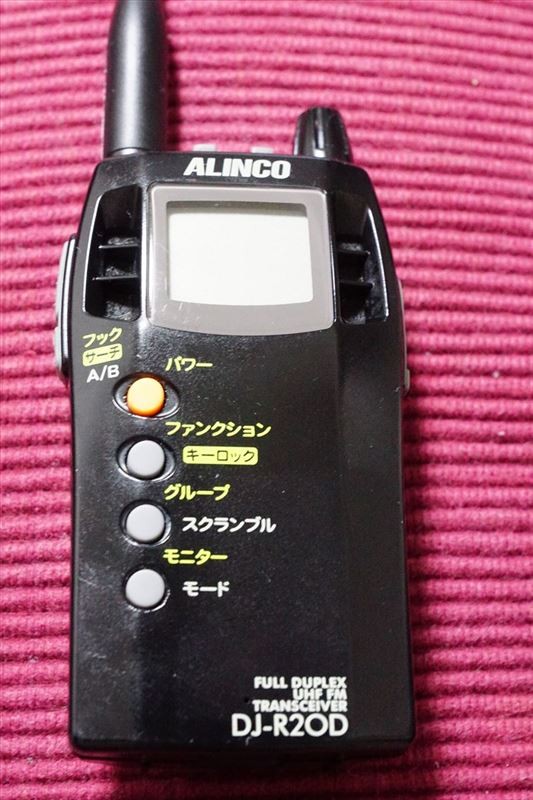 ALINCO
フック
サーチ
A/B
パワー
ファンクション
キーロック
グループ
スクランブル
モニター
モード
FULL DUPLEX
UHF FM
TRANSCEIVER
DJ-R20D